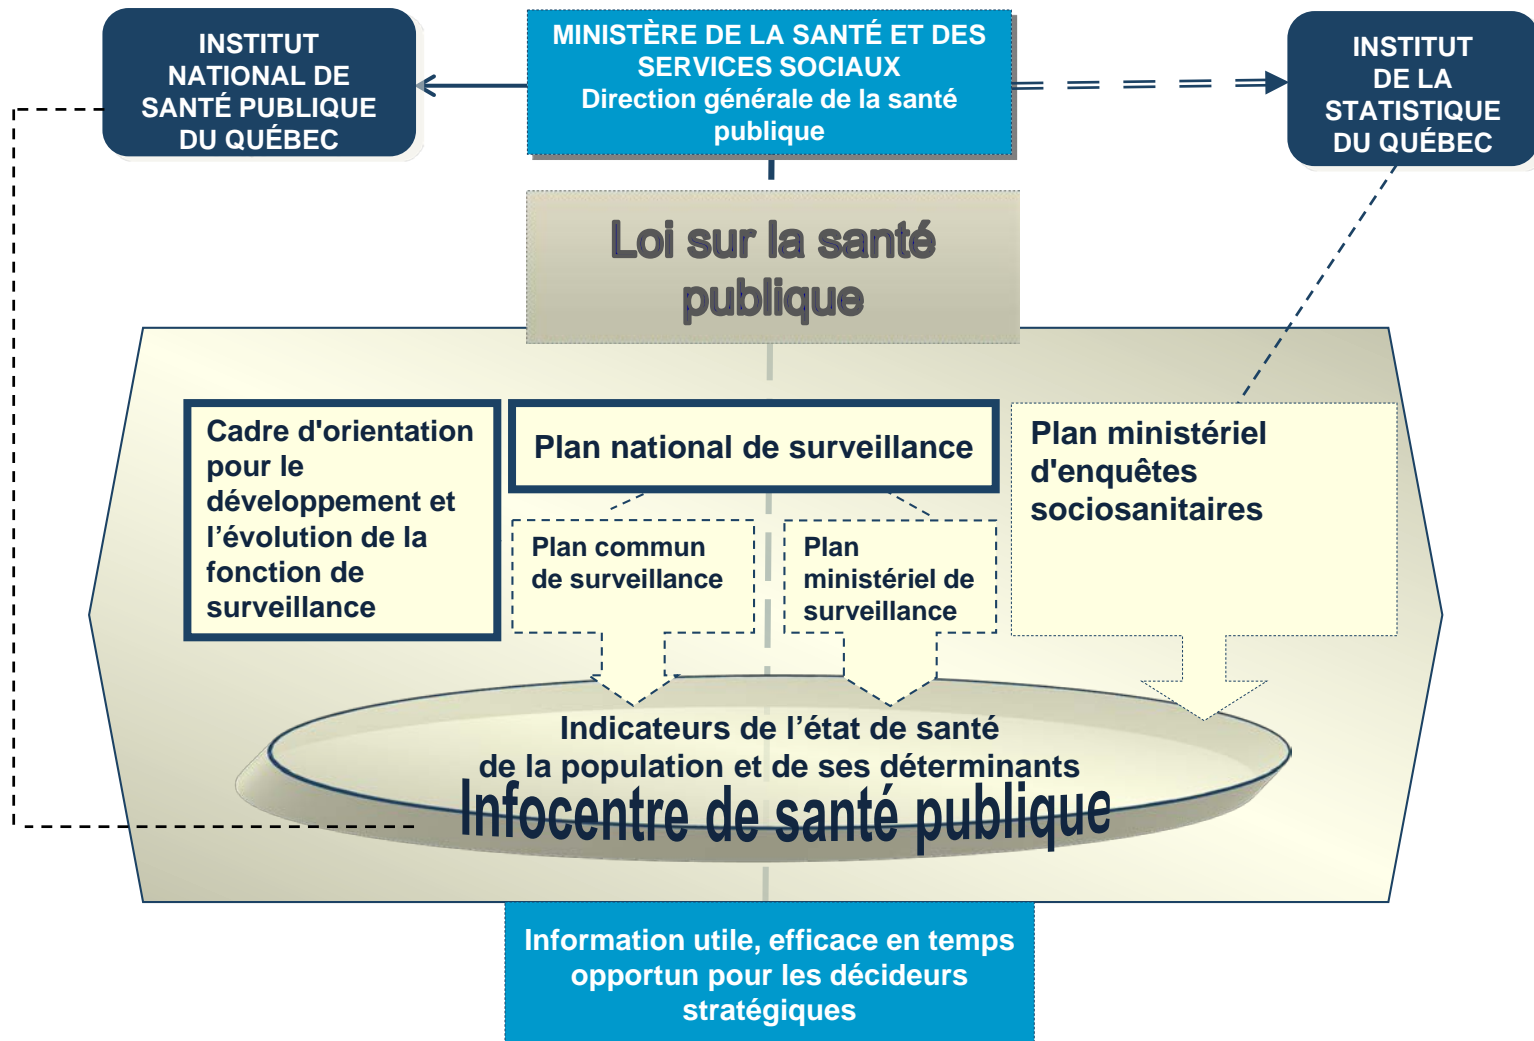 INSTITUT
NATIONAL DE
SANTÉ PUBLIQUE
DU QUÉBEC
MINISTÈRE DE LA SANTÉ ET DES
SERVICES SOCIAUX
Direction générale de la santé
publique
INSTITUT
DE LA
STATISTIQUE
DU QUÉBEC
Loi sur la santé
publique
Cadre d'orientation
pour le
développement et
l’évolution de la
fonction de
surveillance
Plan national de surveillance
Plan commun
de surveillance
Plan
ministériel de
surveillance
Plan ministériel
d'enquêtes
sociosanitaires
Indicateurs de l’état de santé
de la population et de ses déterminants
Infocentre de santé publique
Information utile, efficace en temps
opportun pour les décideurs
stratégiques